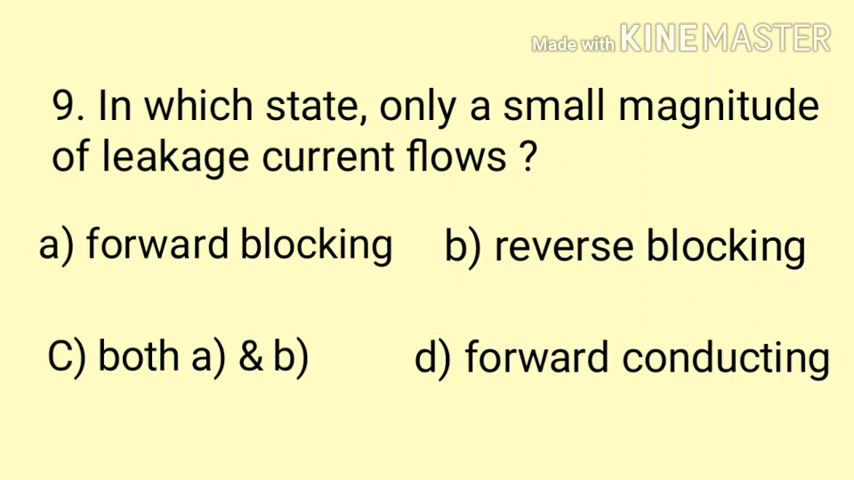 Made with KINEMASTER
9. In which state, only a small magnitude
of leakage current flows ?
a) forward blocking b) reverse blocking
C) both a) & b) d) forward conducting